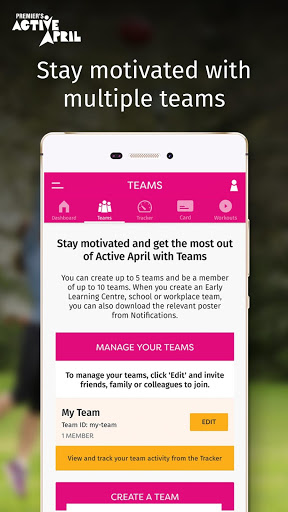 PREMIER'S
ACTIVE
APRIL
Stay motivated with
multiple teams
TEAMS
Dashboard
Teams
Tracker
Card
Workouts
Stay motivated and get the most out
of Active April with Teams
You can create up to 5 teams and be a member
of up to 10 teams. When you create an Early
Learning Centre, school or workplace team,
you can also download the relevant poster
from Notifications.
MANAGE YOUR TEAMS
To manage your teams, click 'Edit' and invite
friends, family or colleagues to join.
My Team
Team ID: my-team
1 MEMBER
EDIT
View and track your team activity from the Tracker
CREATE A TEAM